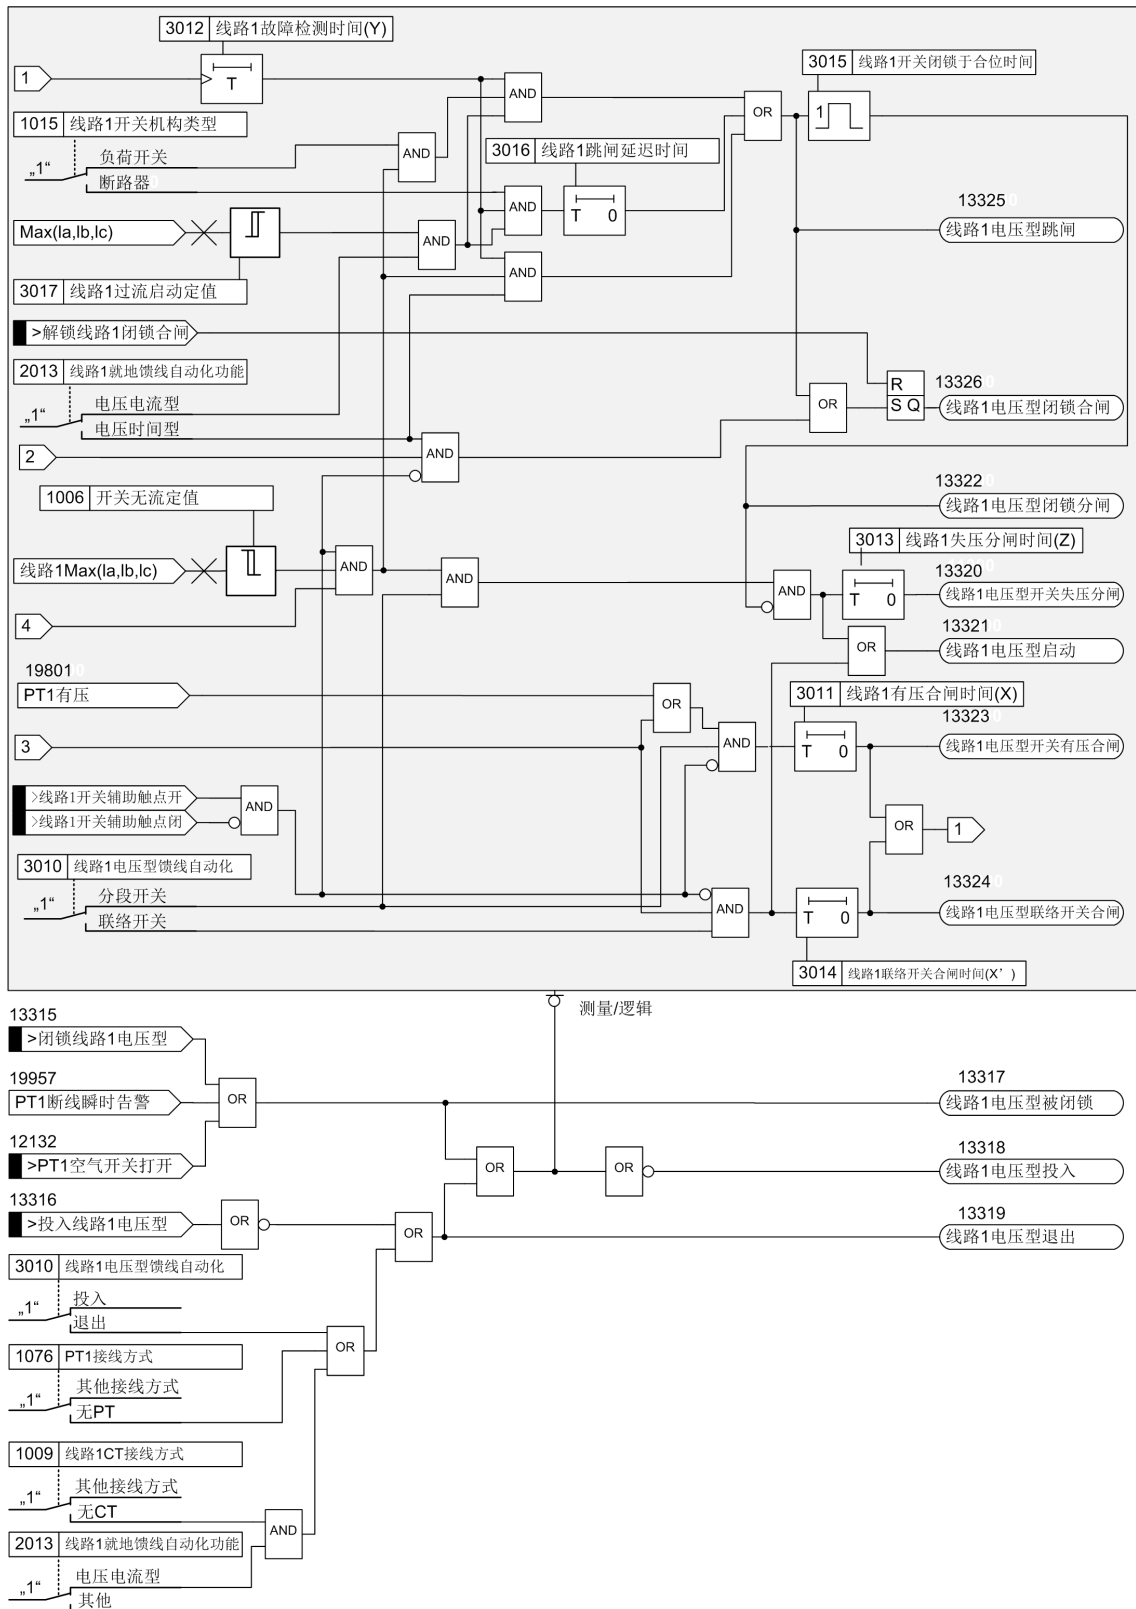 3012 线路1故障检测时间(Y)
3015 线路1开关闭锁于合位时间
1
T
AND
OR
1
1015 线路1开关机构类型
AND
3016 线路1跳闸延迟时间
„1“
负荷开关
断路器
AND
T 0
13325
线路1电压型跳闸
Max(Ia,Ib,Ic)
AND
AND
3017 线路1过流启动定值
>解锁线路1闭锁合闸
2013 线路1就地馈线自动化功能
R
S Q
13326
线路1电压型闭锁合闸
„1“
电压电流型
电压时间型
OR
2
AND
1006 开关无流定值
13322
线路1电压型闭锁分闸
3013 线路1失压分闸时间(Z)
线路1Max(Ia,Ib,Ic)
AND
AND
AND
T 0
13320
线路1电压型开关失压分闸
4
13321
线路1电压型启动
OR
19801
PT1有压
OR
3011 线路1有压合闸时间(X)
13323
3
AND
T 0
线路1电压型开关有压合闸
>线路1开关辅助触点开
>线路1开关辅助触点闭
AND
OR
1
3010 线路1电压型馈线自动化
13324
„1“
分段开关
联络开关
AND
T 0
线路1电压型联络开关合闸
3014 线路1联络开关合闸时间(X’)
测量/逻辑
13315
>闭锁线路1电压型
19957
PT1断线瞬时告警
OR
13317
线路1电压型被闭锁
12132
>PT1空气开关打开
OR
OR
13318
线路1电压型投入
13316
>投入线路1电压型
OR
OR
13319
线路1电压型退出
3010 线路1电压型馈线自动化
„1“
投入
退出
OR
1076 PT1接线方式
„1“
其他接线方式
无PT
1009 线路1CT接线方式
„1“
其他接线方式
无CT
AND
2013 线路1就地馈线自动化功能
„1“
电压电流型
其他